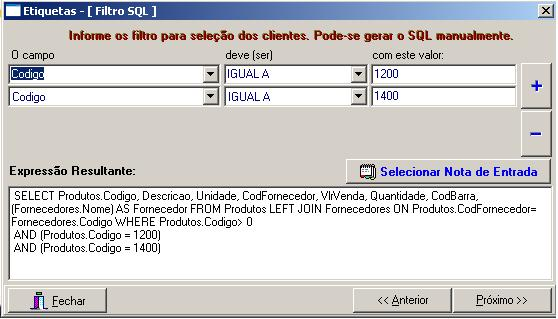 Etiquetas - [ Filtro SQL ]
Informe os filtro para seleção dos clientes. Pode-se gerar o SQL manualmente.
O campo deve (ser) com este valor:
Codigo IGUAL A 1200
Codigo IGUAL A 1400
+
–
Expressão Resultante: Selecionar Nota de Entrada
SELECT Produtos.Codigo, Descricao, Unidade, CodFornecedor, VlrVenda, Quantidade, CodBarra,
(Fornecedores.Nome) AS Fornecedor FROM Produtos LEFT JOIN Fornecedores ON Produtos.CodFornecedor=
Fornecedores.Codigo WHERE Produtos.Codigo> 0
AND (Produtos.Codigo = 1200)
AND (Produtos.Codigo = 1400)
Fechar << Anterior Próximo >>